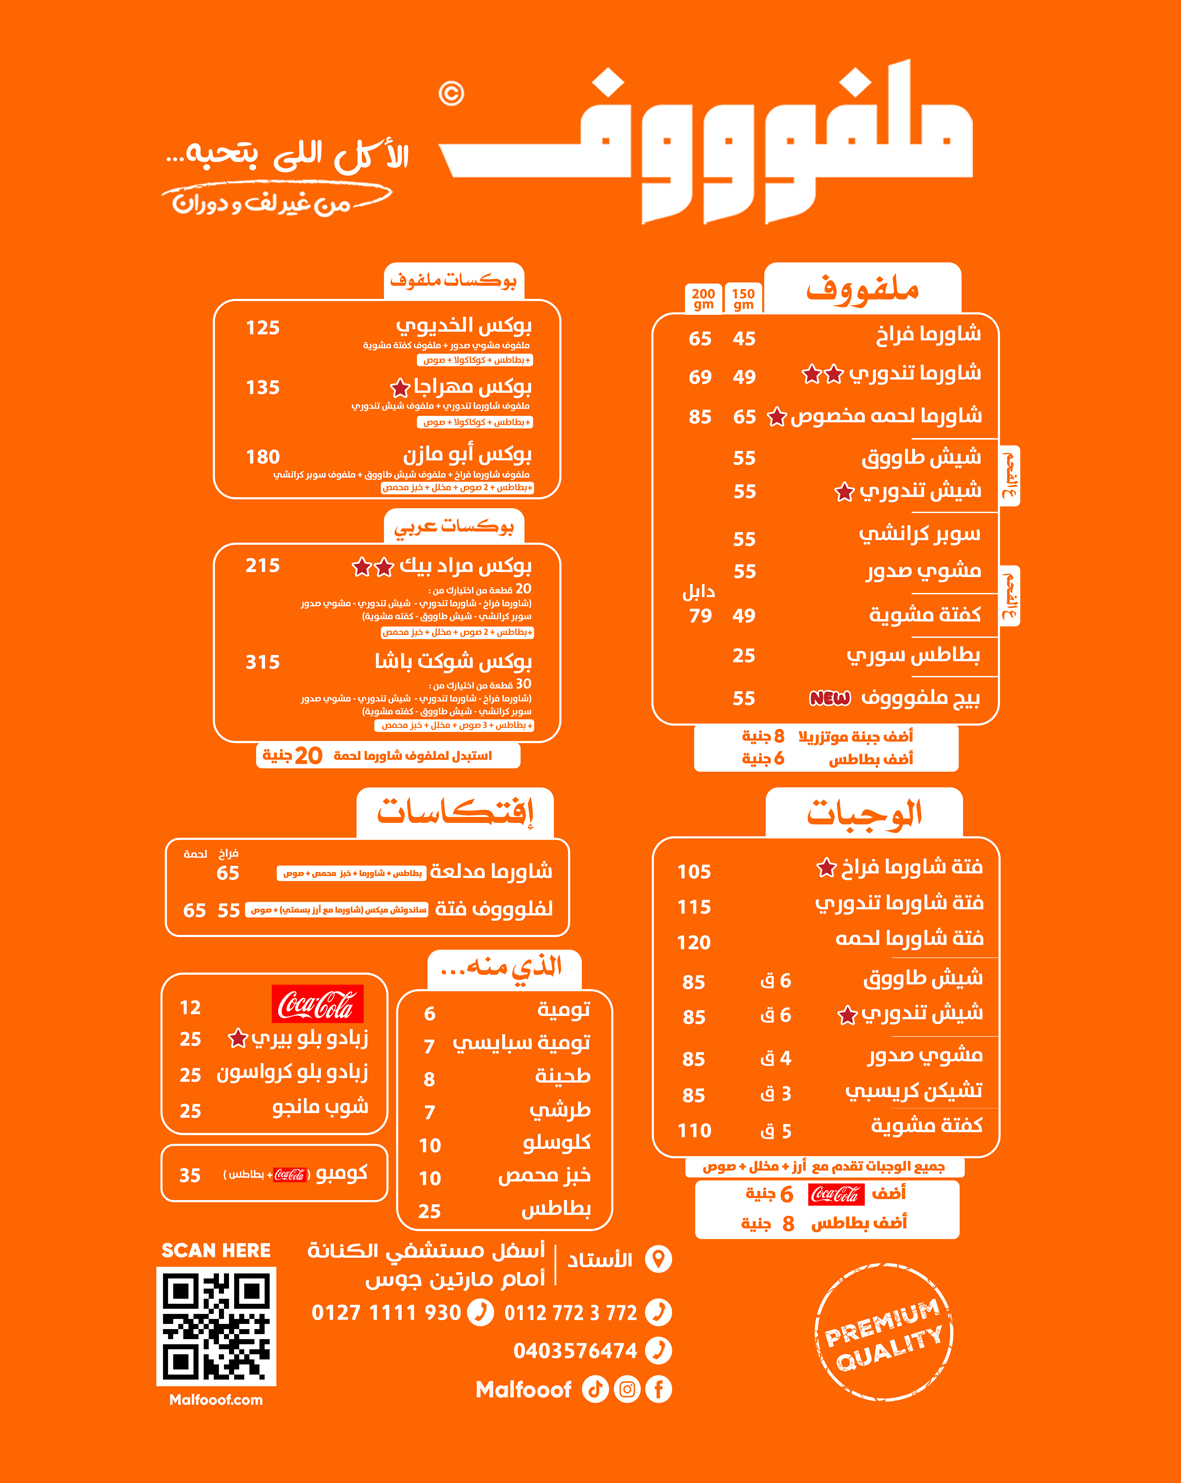 ملفوووف ©
الأكل اللى بتحبه...
من غير لف و دوران
ملفووف
150 gm
200 gm
شاورما فراخ 45 65
شاورما تندوري 49 69
شاورما لحمه مخصوص 65 85
ع الفحم
شيش طاووق 55
شيش تندوري 55
سوبر كرانشي 55
ع الفحم
مشوي صدور 55
دابل
كفتة مشوية 49 79
بطاطس سوري 25
بيج ملفوووف NEW 55
أضف جبنة موتزريلا 8 جنية
أضف بطاطس 6 جنية
بوكسات ملفوف
بوكس الخديوي 125
ملفوف مشوي صدور + ملفوف كفتة مشوية
+ بطاطس + كوكاكولا + صوص
بوكس مهراجا 135
ملفوف شاورما تندوري + ملفوف شيش تندوري
+ بطاطس + كوكاكولا + صوص
بوكس أبو مازن 180
ملفوف شاورما فراخ + ملفوف شيش طاووق + ملفوف سوبر كرانشي
+بطاطس + 2 صوص + مخلل + خبز محمص
بوكسات عربي
بوكس مراد بيك 215
20 قطعة من اختيارك من :
(شاورما فراخ - شاورما تندوري - شيش تندوري - مشوي صدور
سوبر كرانشي - شيش طاووق - كفته مشوية)
+بطاطس + 2 صوص + مخلل + خبز محمص
بوكس شوكت باشا 315
30 قطعة من اختيارك من :
(شاورما فراخ - شاورما تندوري - شيش تندوري - مشوي صدور
سوبر كرانشي - شيش طاووق - كفته مشوية)
+ بطاطس + 3 صوص + مخلل + خبز محمص
استبدل لملفوف شاورما لحمة 20 جنية
الوجبات
فتة شاورما فراخ 105
فتة شاورما تندوري 115
فتة شاورما لحمه 120
شيش طاووق 6 ق 85
شيش تندوري 6 ق 85
مشوي صدور 4 ق 85
تشيكن كريسبي 3 ق 85
كفتة مشوية 5 ق 110
جميع الوجبات تقدم مع أرز + مخلل + صوص
أضف Coca-Cola 6 جنية
أضف بطاطس 8 جنية
إفتكاسات
فراخ لحمة
شاورما مدلعة بطاطس + شاورما + خبز محمص + صوص 65
لفلوووف فتة ساندوتش ميكس (شاورما مع أرز بسمتي) + صوص 55 65
الذي منه...
تومية 6
تومية سبايسي 7
طحينة 8
طرشي 7
كلوسلو 10
خبز محمص 10
بطاطس 25
Coca-Cola 12
زبادو بلو بيري 25
زبادو بلو كرواسون 25
شوب مانجو 25
كومبو ( Coca-Cola + بطاطس ) 35
الأستاد
أسفل مستشفي الكنانة
أمام مارتين جوس
0112 772 3 772
0127 1111 930
0403576474
Malfooof
SCAN HERE
Malfooof.com
PREMIUM
QUALITY